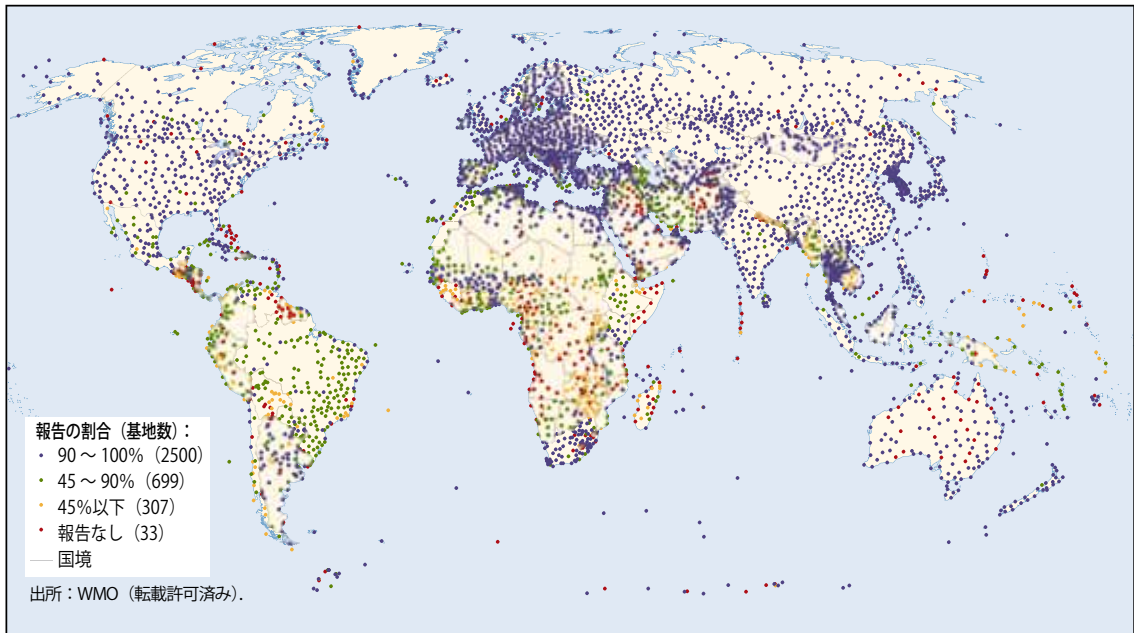 報告の割合（基地数）：
90 〜 100%（2500）
45 〜 90%（699）
45%以下（307）
報告なし（33）
国境
出所：WMO（転載許可済み）.